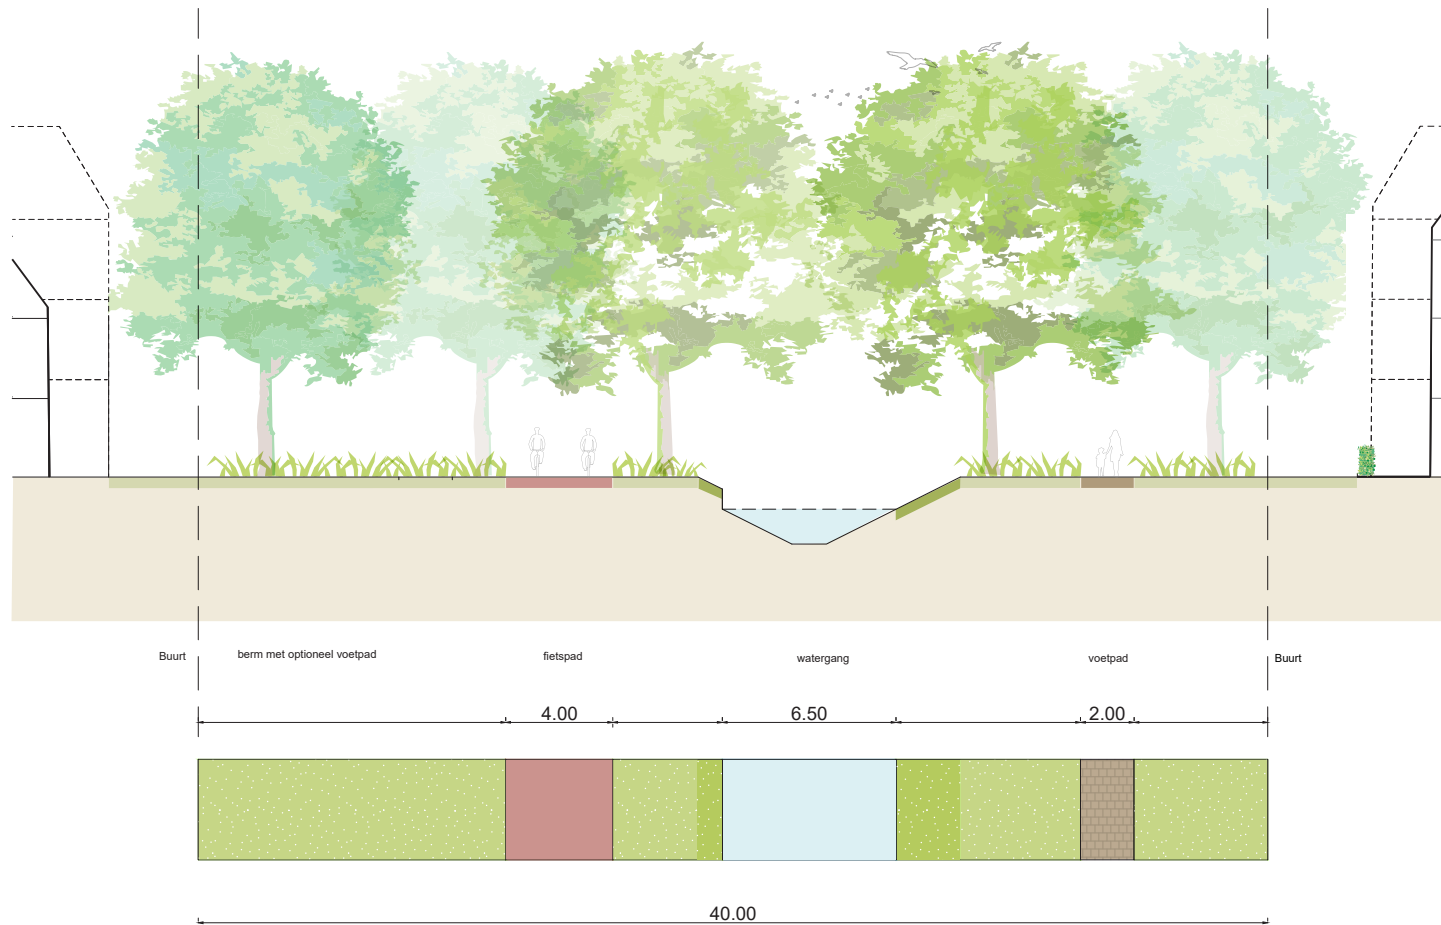 Buurt
berm met optioneel voetpad
fietspad
watergang
voetpad
Buurt
4.00
6.50
2.00
40.00